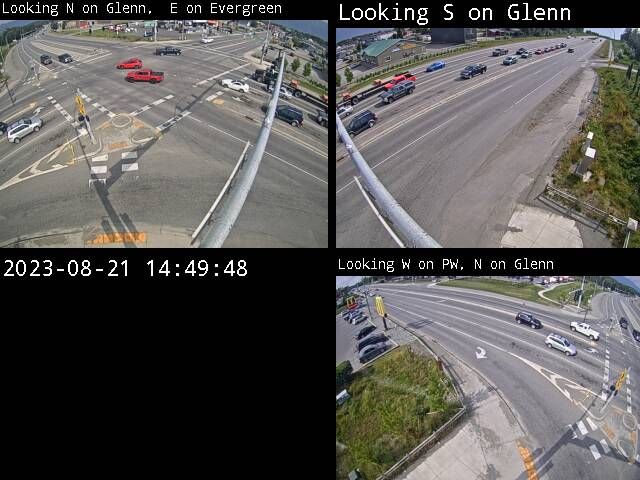 Looking N on Glenn, E on Evergreen
Looking S on Glenn
2023-08-21 14:49:48
Looking W on PW, N on Glenn